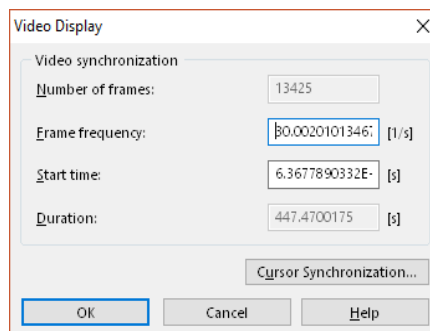 Video Display
Video synchronization
Number of frames: 13425
Frame frequency: 30.00201013467 [1/s]
Start time: 6.3677890332E- [s]
Duration: 447.4700175 [s]
Cursor Synchronization...
OK Cancel Help